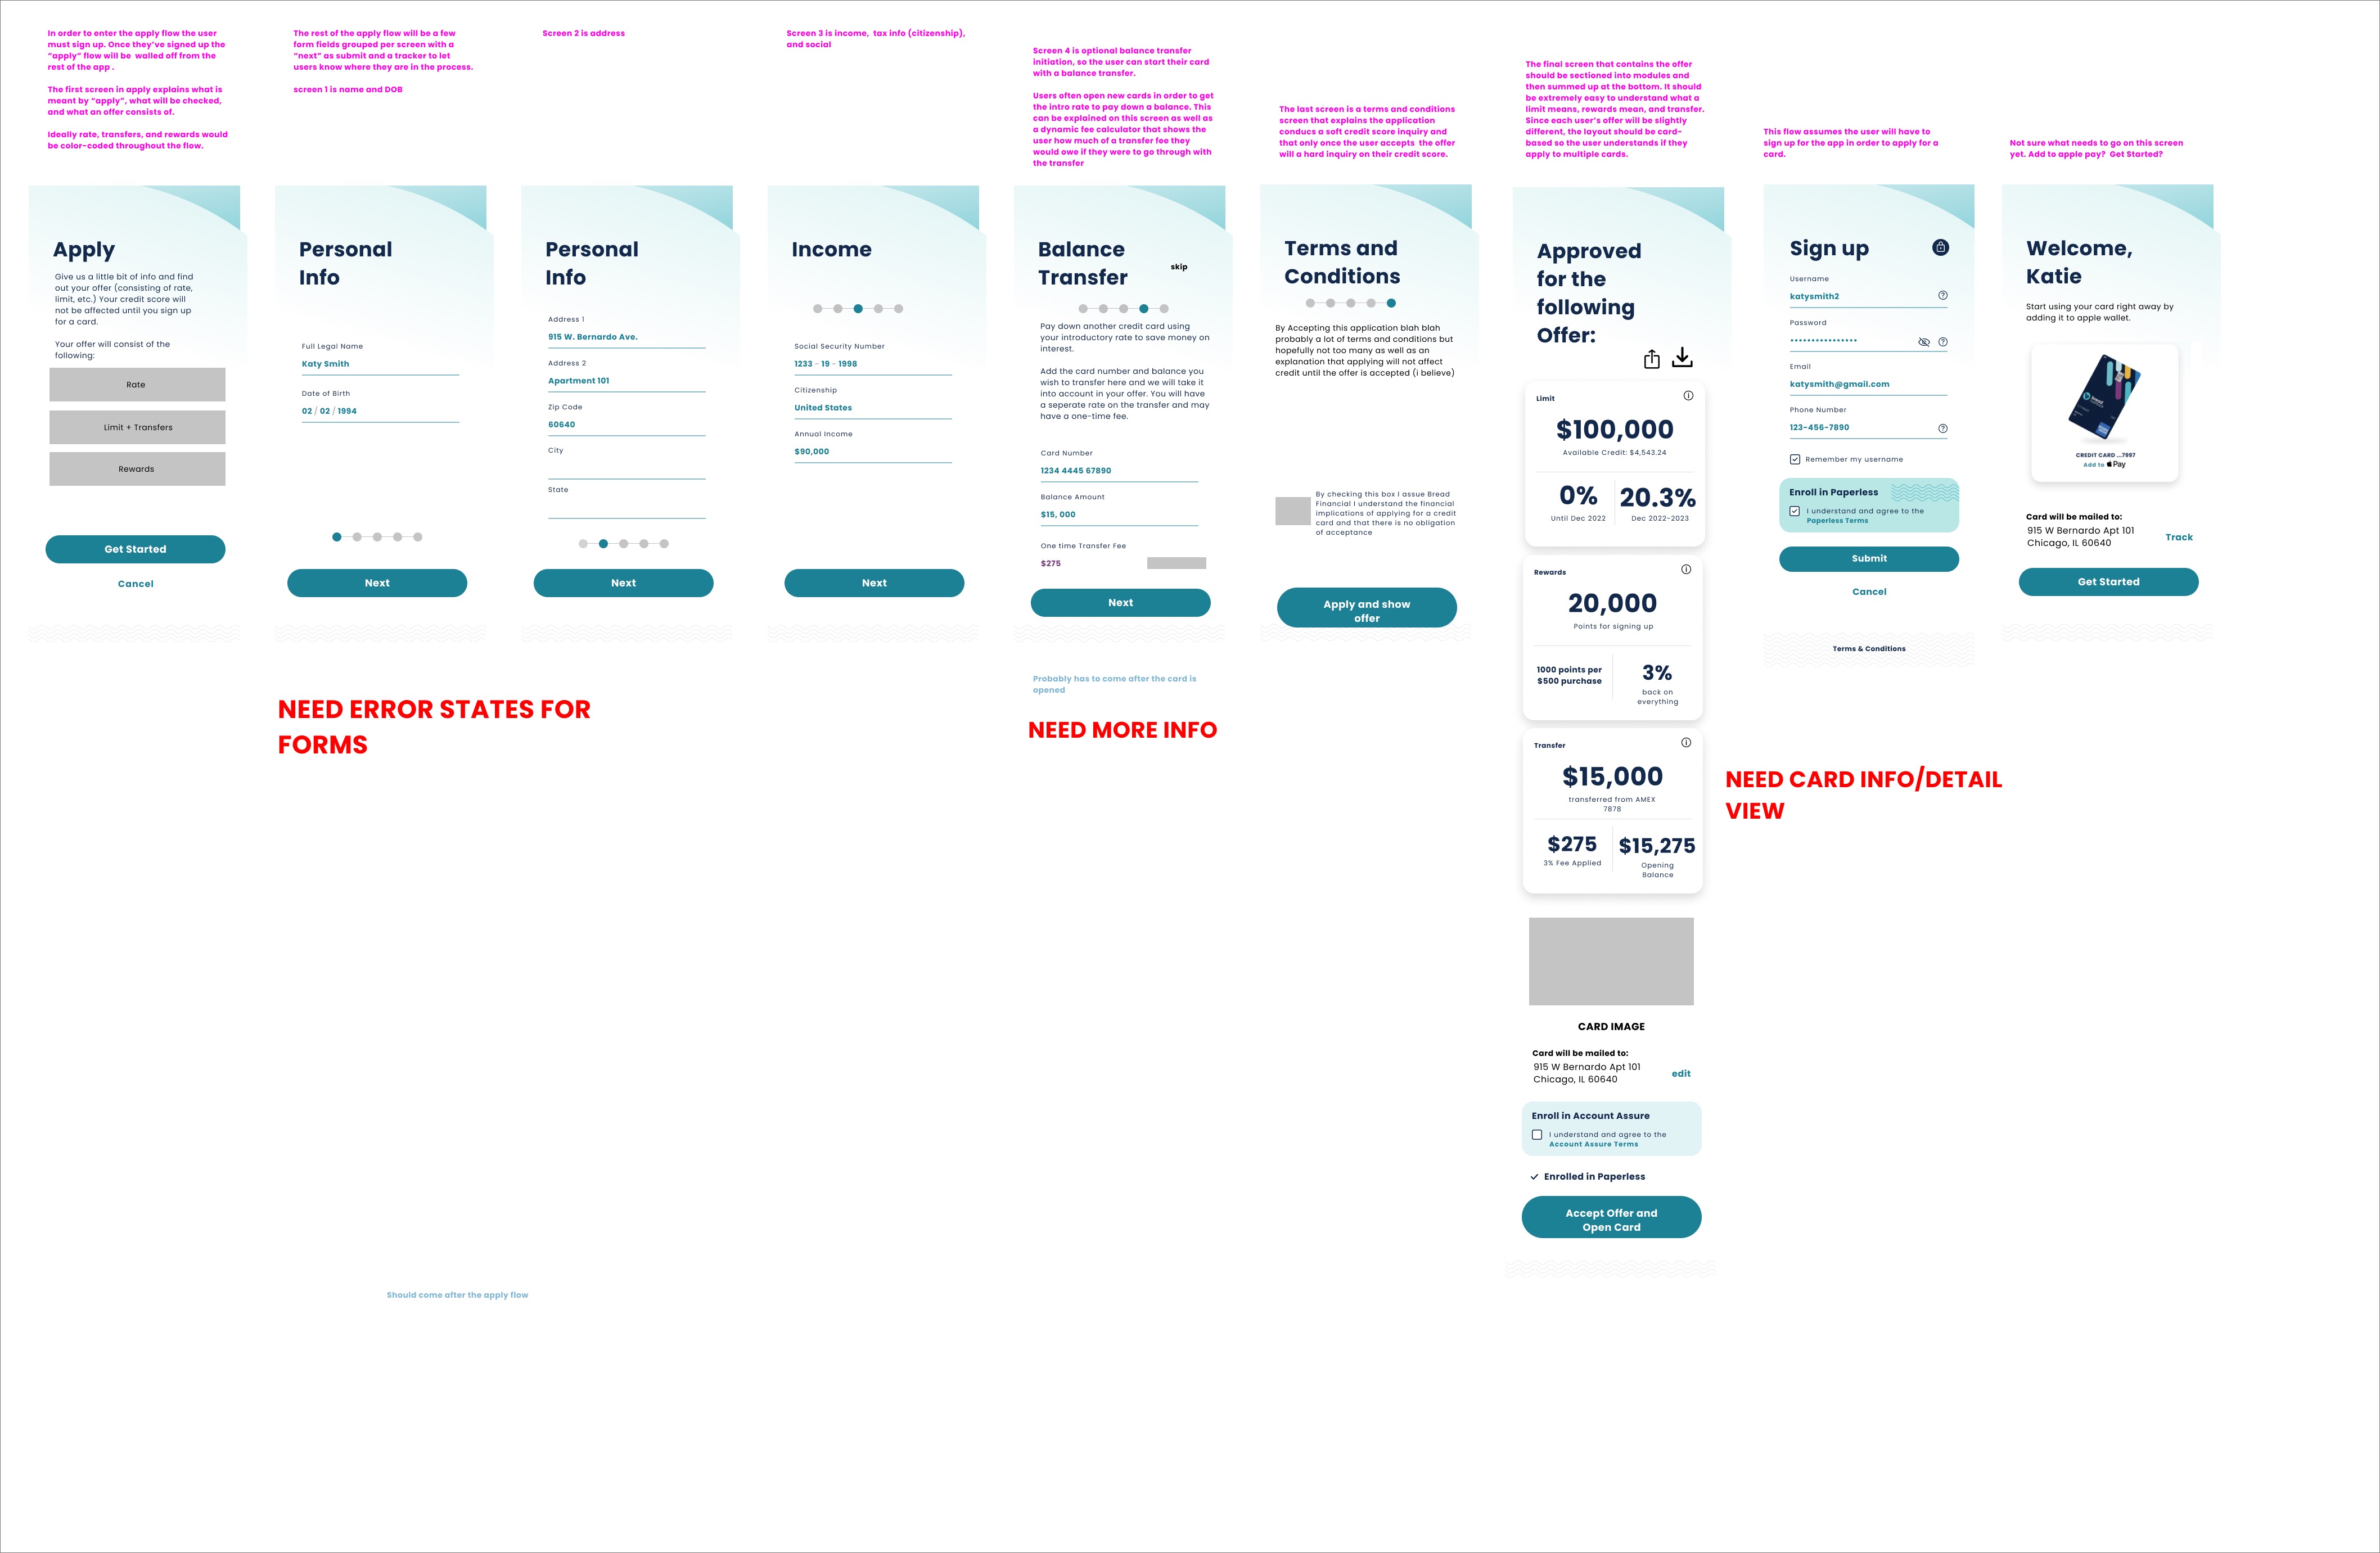 In order to enter the apply flow the user
must sign up. Once they’ve signed up the
“apply” flow will be  walled off from the
rest of the app .
The first screen in apply explains what is
meant by “apply”, what will be checked,
and what an offer consists of.
Ideally rate, transfers, and rewards would
be color-coded throughout the flow.
Apply
Give us a little bit of info and find
out your offer (consisting of rate,
limit, etc.) Your credit score will
not be affected until you sign up
for a card.
Your offer will consist of the
following:
Rate
Limit + Transfers
Rewards
Get Started
Cancel
The rest of the apply flow will be a few
form fields grouped per screen with a
“next” as submit and a tracker to let
users know where they are in the process.
screen 1 is name and DOB
Personal
Info
Full Legal Name
Katy Smith
Date of Birth
02 / 02 / 1994
Next
NEED ERROR STATES FOR
FORMS
Screen 2 is address
Personal
Info
Address 1
915 W. Bernardo Ave.
Address 2
Apartment 101
Zip Code
60640
City
State
Next
Should come after the apply flow
Screen 3 is income,  tax info (citizenship),
and social
Income
Social Security Number
1233 - 19 - 1998
Citizenship
United States
Annual Income
$90,000
Next
Screen 4 is optional balance transfer
initiation, so the user can start their card
with a balance transfer.
Users often open new cards in order to get
the intro rate to pay down a balance. This
can be explained on this screen as well as
a dynamic fee calculator that shows the
user how much of a transfer fee they
would owe if they were to go through with
the transfer
Balance
Transfer
skip
Pay down another credit card using
your introductory rate to save money on
interest.
Add the card number and balance you
wish to transfer here and we will take it
into account in your offer. You will have
a seperate rate on the transfer and may
have a one-time fee.
Card Number
1234 4445 67890
Balance Amount
$15, 000
One time Transfer Fee
$275
Next
Probably has to come after the card is
opened
NEED MORE INFO
The last screen is a terms and conditions
screen that explains the application
conducs a soft credit score inquiry and
that only once the user accepts  the offer
will a hard inquiry on their credit score.
Terms and
Conditions
By Accepting this application blah blah
probably a lot of terms and conditions but
hopefully not too many as well as an
explanation that applying will not affect
credit until the offer is accepted (i believe)
By checking this box I assue Bread
Financial I understand the financial
implications of applying for a credit
card and that there is no obligation
of acceptance
Apply and show
offer
The final screen that contains the offer
should be sectioned into modules and
then summed up at the bottom. It should
be extremely easy to understand what a
limit means, rewards mean, and transfer.
Since each user’s offer will be slightly
different, the layout should be card-
based so the user understands if they
apply to multiple cards.
Approved
for the
following
Offer:
Limit
$100,000
Available Credit: $4,543.24
0%
Until Dec 2022
20.3%
Dec 2022-2023
Rewards
20,000
Points for signing up
1000 points per
$500 purchase
3%
back on
everything
Transfer
$15,000
transferred from AMEX
7878
$275
3% Fee Applied
$15,275
Opening
Balance
CARD IMAGE
Card will be mailed to:
915 W Bernardo Apt 101
Chicago, IL 60640
edit
Enroll in Account Assure
I understand and agree to the
Account Assure Terms
Enrolled in Paperless
Accept Offer and
Open Card
This flow assumes the user will have to
sign up for the app in order to apply for a
card.
Sign up
Username
katysmith2
Password
••••••••••••••••
Email
katysmith@gmail.com
Phone Number
123-456-7890
Remember my username
Enroll in Paperless
I understand and agree to the
Paperless Terms
Submit
Cancel
Terms & Conditions
NEED CARD INFO/DETAIL
VIEW
Not sure what needs to go on this screen
yet. Add to apple pay?  Get Started?
Welcome,
Katie
Start using your card right away by
adding it to apple wallet.
CREDIT CARD ...7997
Add to Pay
Card will be mailed to:
915 W Bernardo Apt 101
Chicago, IL 60640
Track
Get Started